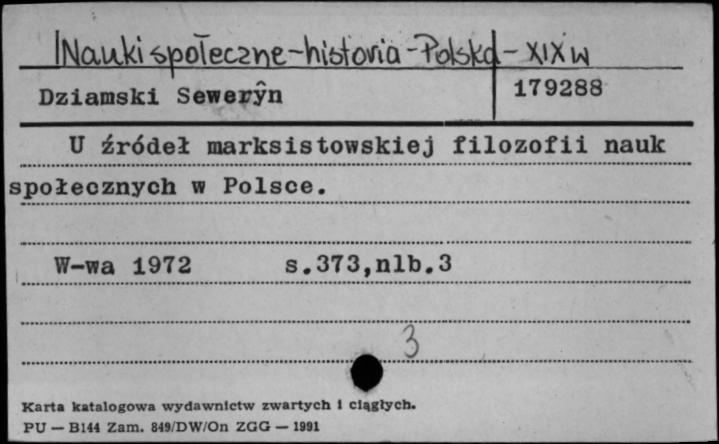 Nauki społeczne-historia-Polska-XIXw
Dziamski Seweryn 179288
U źródeł marksistowskiej filozofii nauk
społecznych w Polsce.
W-wa 1972 s.373,nlb.3
3
Karta katalogowa wydawnictw zwartych i ciągłych.
PU — B144 Zam. 849/DW/On ZGG — 1991